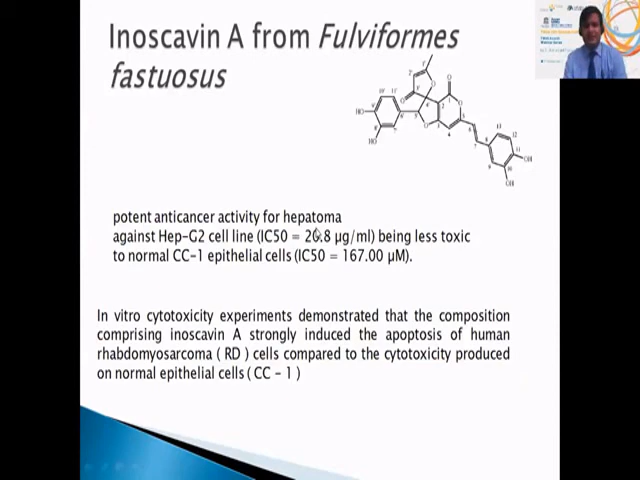 Inoscavin A from Fulviformes
fastuosus
potent anticancer activity for hepatoma
against Hep-G2 cell line (IC50 = 20.8 µg/ml) being less toxic
to normal CC-1 epithelial cells (IC50 = 167.00 µM).
In vitro cytotoxicity experiments demonstrated that the composition
comprising inoscavin A strongly induced the apoptosis of human
rhabdomyosarcoma ( RD ) cells compared to the cytotoxicity produced
on normal epithelial cells ( CC - 1 )